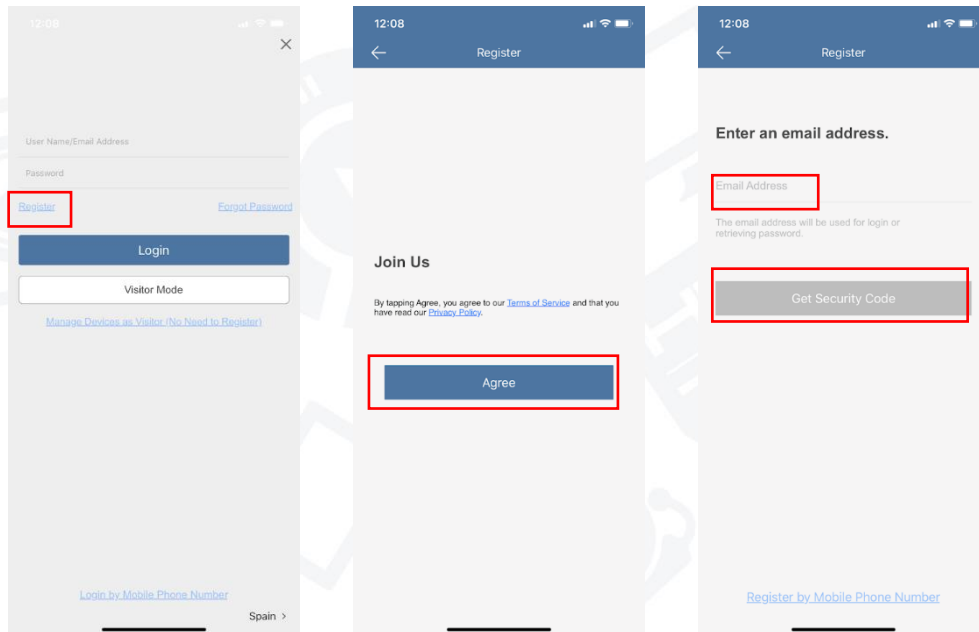 12:08
User Name/Email Address
Password
Register
Forgot Password
Login
Visitor Mode
Manage Devices as Visitor (No Need to Register)
Login by Mobile Phone Number
Spain >
12:08
Register
Join Us
By tapping Agree, you agree to our Terms of Service and that you
have read our Privacy Policy.
Agree
12:08
Register
Enter an email address.
Email Address
The email address will be used for login or
retrieving password.
Get Security Code
Register by Mobile Phone Number